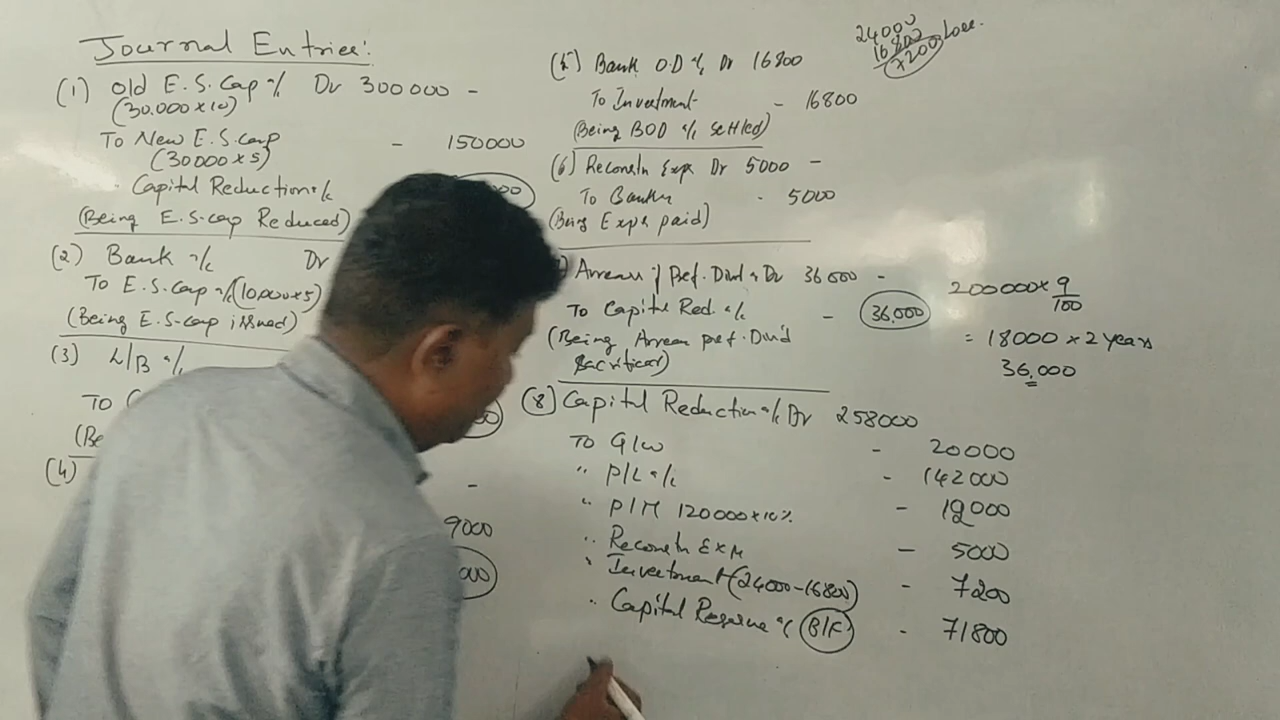 Journal Entries:
(1) Old E.S. Cap a/c Dr 300000 -
(30.000 x 10)
To New E.S. Cap - 150000
(30000 x 5)
" Capital Reduction a/c
(Being E.S. cap Reduced)
(2) Bank a/c Dr
To E.S. Cap a/c (10,000 x 5)
(Being E.S. cap issued)
(3) L/B a/c
To
(Be
(4) -
9000
24000
16800
7200 Loss.
(5) Bank O.D a/c Dr 16800
To Investment - 16800
(Being BOD a/c settled)
(6) Reconstn Exp Dr 5000 -
To Bank - 5000
(Being Exps paid)
Arrears of Pref. Divd a/c Dr 36000 -
To Capital Red. a/c - 36,000
(Being Arrear pref. Divd
Sacrificed)
200000 x 9/100
= 18000 x 2 years
36,000
(8) Capital Reduction a/c Dr 258000
To G/W - 20000
" P/L a/c - 142000
" P/M 120000 x 10% - 12000
" Reconstn Exp - 5000
" Investment (24000 - 16800) - 7200
" Capital Reserve a/c (B/F) - 71800